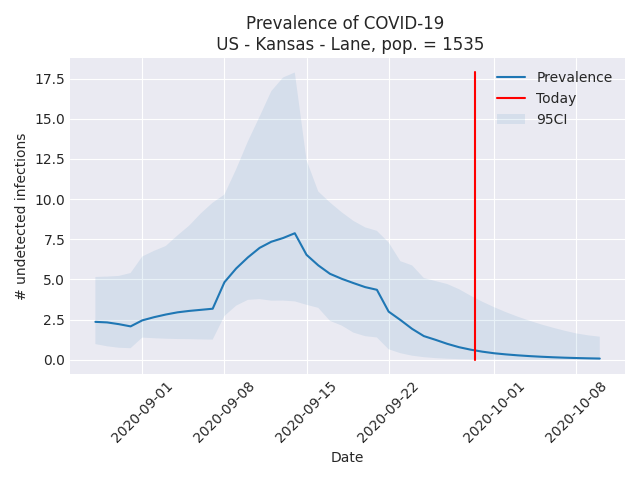 Prevalence of COVID-19
US - Kansas - Lane, pop. = 1535
17.5
15.0
12.5
10.0
7.5
5.0
2.5
0.0
# undetected infections
Prevalence
Today
95CI
2020-09-01
2020-09-08
2020-09-15
2020-09-22
2020-10-01
2020-10-08
Date